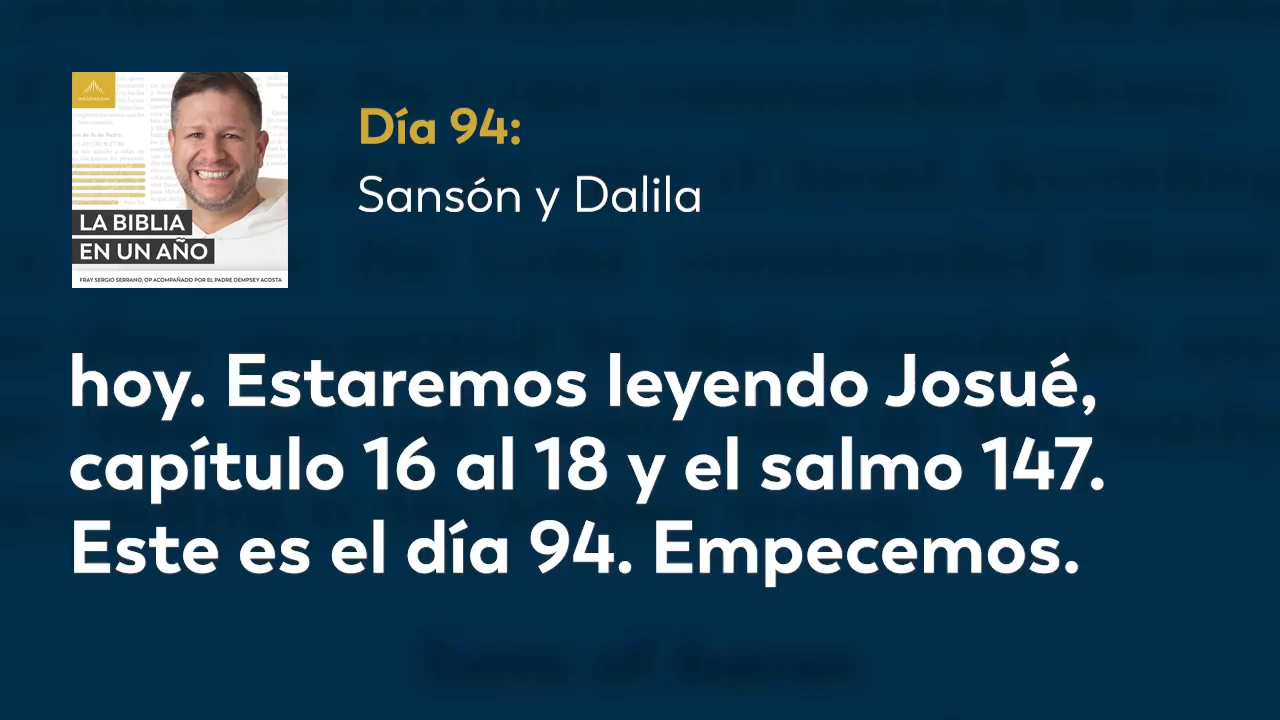 ASCENSION
Día 94:
Sansón y Dalila
LA BIBLIA
EN UN AÑO
FRAY SERGIO SERRANO, OP ACOMPAÑADO POR EL PADRE DEMPSEY ACOSTA
hoy. Estaremos leyendo Josué,
capítulo 16 al 18 y el salmo 147.
Este es el día 94. Empecemos.